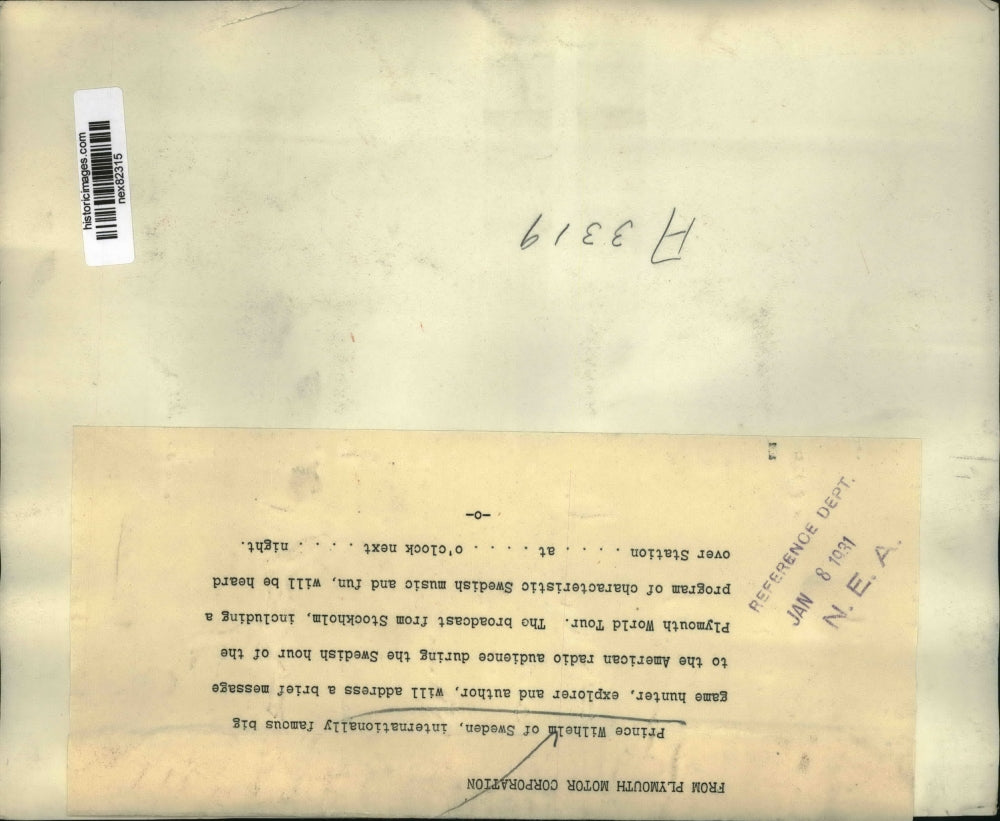 historicimages.com
nex82315
A 3319
FROM PLYMOUTH MOTOR CORPORATION
Prince Wilhelm of Sweden, internationally famous big
game hunter, explorer and author, will address a brief message
to the American radio audience during the Swedish hour of the
Plymouth World Tour. The broadcast from Stockholm, including a
program of characteristic Swedish music and fun, will be heard
over Station . . . . . at . . . . . o'clock next . . . . . night.
-o-
REFERENCE DEPT.
JAN 8 1931
N. E. A.